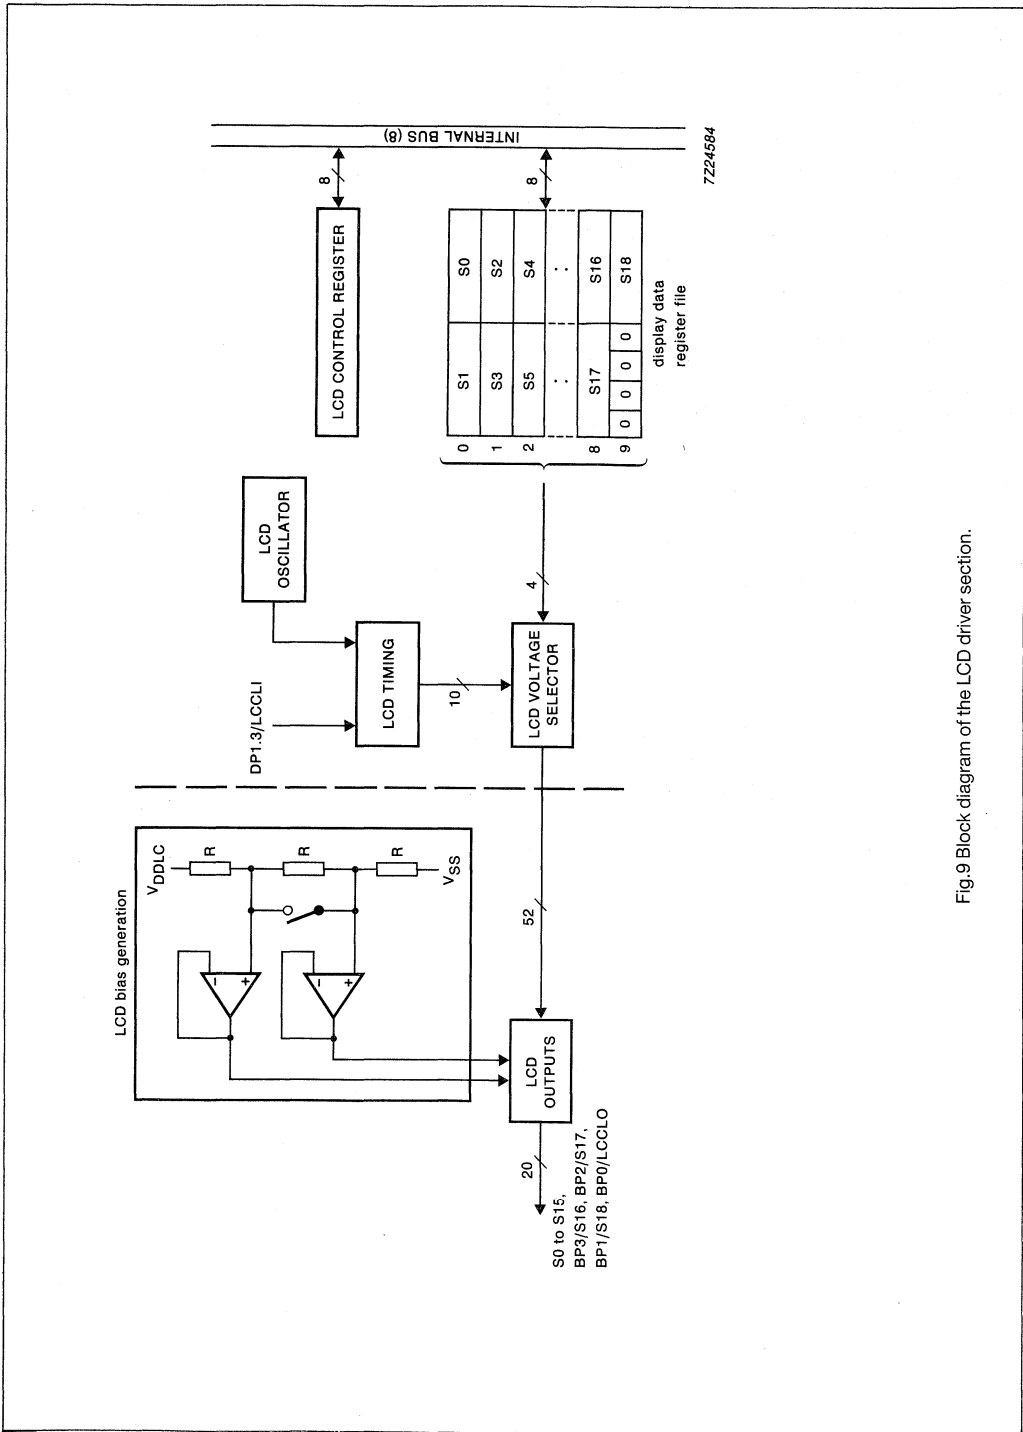 LCD bias generation
VDDLC
R
R
R
VSS
−
+
−
+
LCD
OUTPUTS
20
S0 to S15,
BP3/S16, BP2/S17,
BP1/S18, BP0/LCCLO
52
DP1.3/LCCLI
LCD
OSCILLATOR
LCD TIMING
10
LCD VOLTAGE
SELECTOR
4
LCD CONTROL REGISTER
8
INTERNAL BUS (8)
8
0 S1 S0
1 S3 S2
2 S5 S4
: :
8 S17 S16
9 0 0 0 0 S18
display data
register file
7Z24584
Fig.9 Block diagram of the LCD driver section.